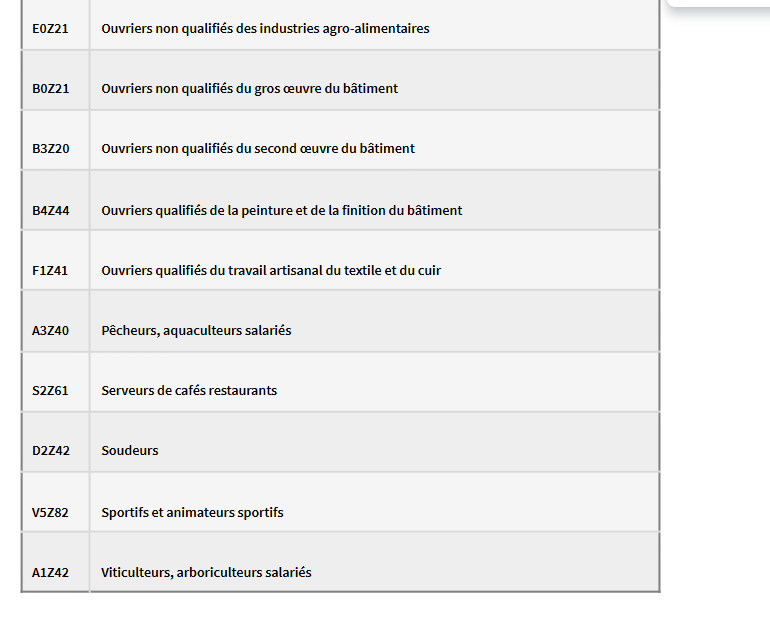 E0Z21 Ouvriers non qualifiés des industries agro-alimentaires
B0Z21 Ouvriers non qualifiés du gros œuvre du bâtiment
B3Z20 Ouvriers non qualifiés du second œuvre du bâtiment
B4Z44 Ouvriers qualifiés de la peinture et de la finition du bâtiment
F1Z41 Ouvriers qualifiés du travail artisanal du textile et du cuir
A3Z40 Pêcheurs, aquaculteurs salariés
S2Z61 Serveurs de cafés restaurants
D2Z42 Soudeurs
V5Z82 Sportifs et animateurs sportifs
A1Z42 Viticulteurs, arboriculteurs salariés